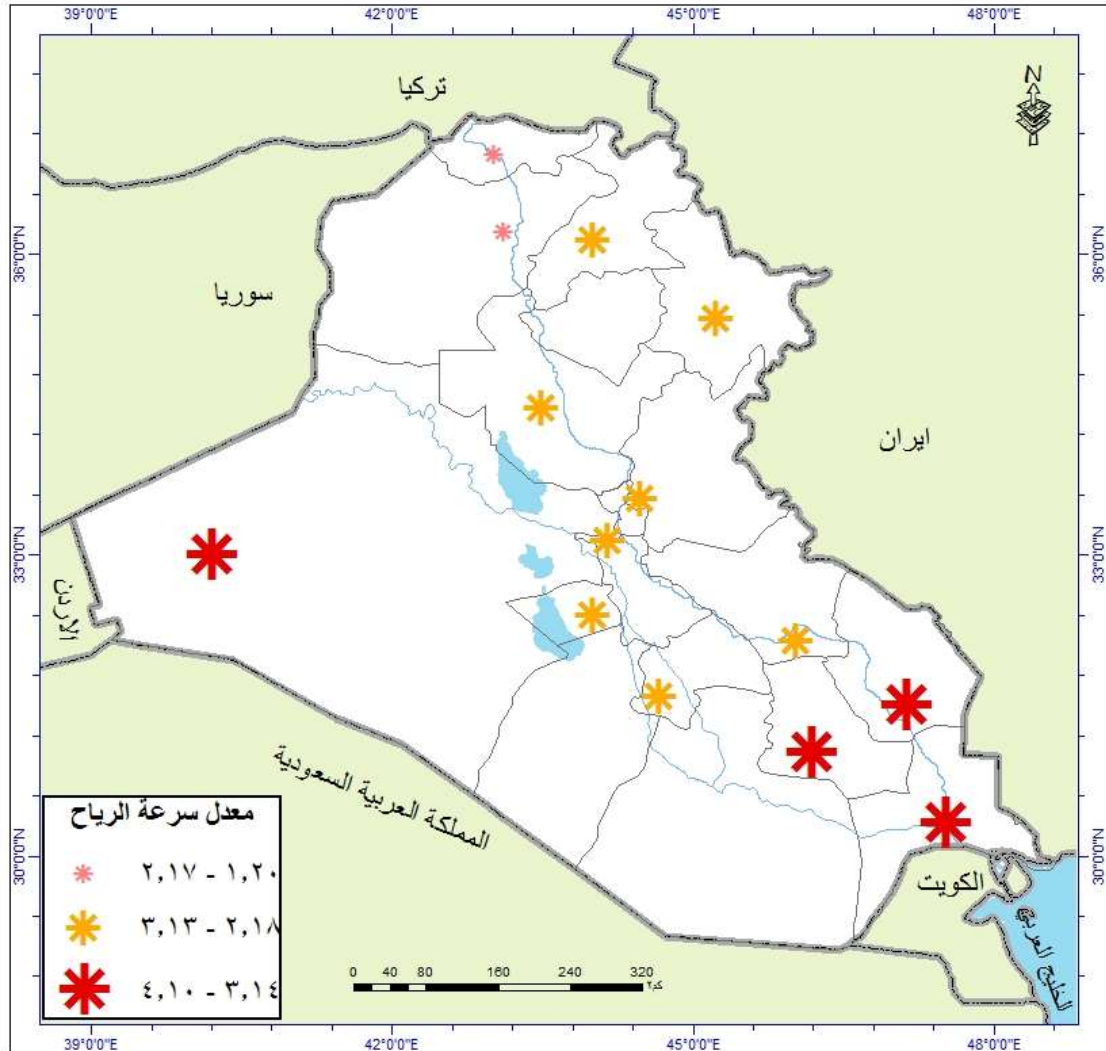 39°0'0"E
42°0'0"E
45°0'0"E
48°0'0"E
N
تركيا
36°0'0"N
36°0'0"N
سوريا
ايران
33°0'0"N
33°0'0"N
الاردن
المملكة العربية السعودية
30°0'0"N
30°0'0"N
الكويت
الخليج العربي
معدل سرعة الرياح
١,٢٠ - ٢,١٧
٢,١٨ - ٣,١٣
٣,١٤ - ٤,١٠
0 20 40 80 160 240 320
كم٢
39°0'0"E
42°0'0"E
45°0'0"E
48°0'0"E